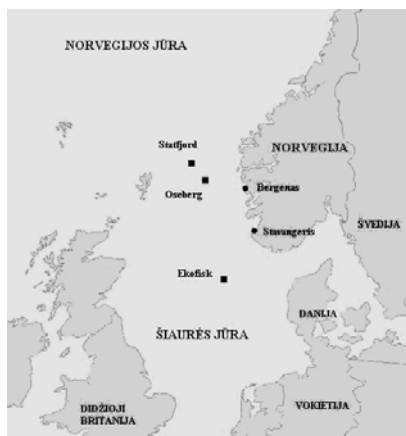 NORVEGIJOS JŪRA
Statfjord
NORVEGIJA
Oseberg
Bergenas
ŠVEDIJA
Stavangeris
Ekofisk
ŠIAURĖS JŪRA
DANIJA
DIDŽIOJI
BRITANIJA
VOKIETIJA